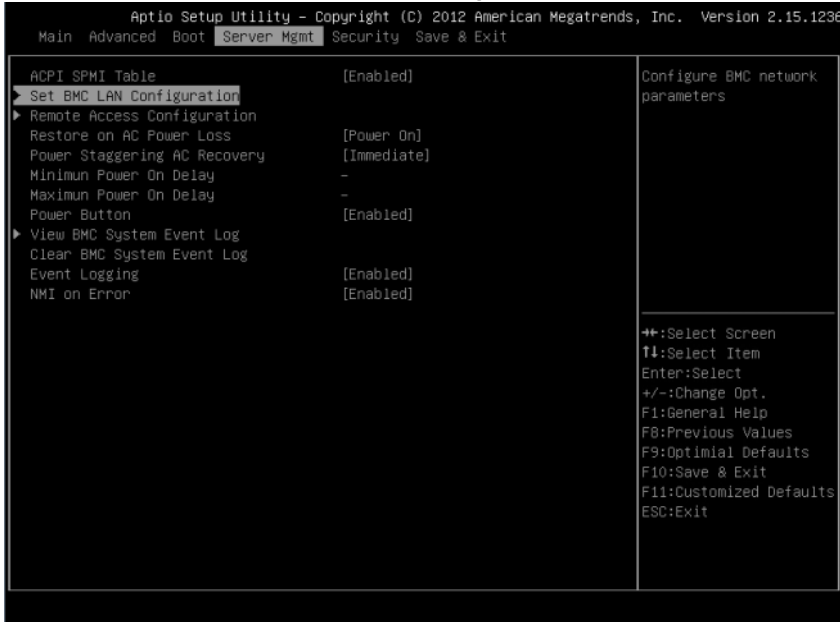 Aptio Setup Utility – Copyright (C) 2012 American Megatrends, Inc. Version 2.15.1236
Main Advanced Boot Server Mgmt Security Save & Exit
ACPI SPMI Table [Enabled]
▶ Set BMC LAN Configuration
▶ Remote Access Configuration
Restore on AC Power Loss [Power On]
Power Staggering AC Recovery [Immediate]
Minimun Power On Delay –
Maximun Power On Delay –
Power Button [Enabled]
▶ View BMC System Event Log
Clear BMC System Event Log
Event Logging [Enabled]
NMI on Error [Enabled]
Configure BMC network
parameters
→←:Select Screen
↑↓:Select Item
Enter:Select
+/-:Change Opt.
F1:General Help
F8:Previous Values
F9:Optimial Defaults
F10:Save & Exit
F11:Customized Defaults
ESC:Exit